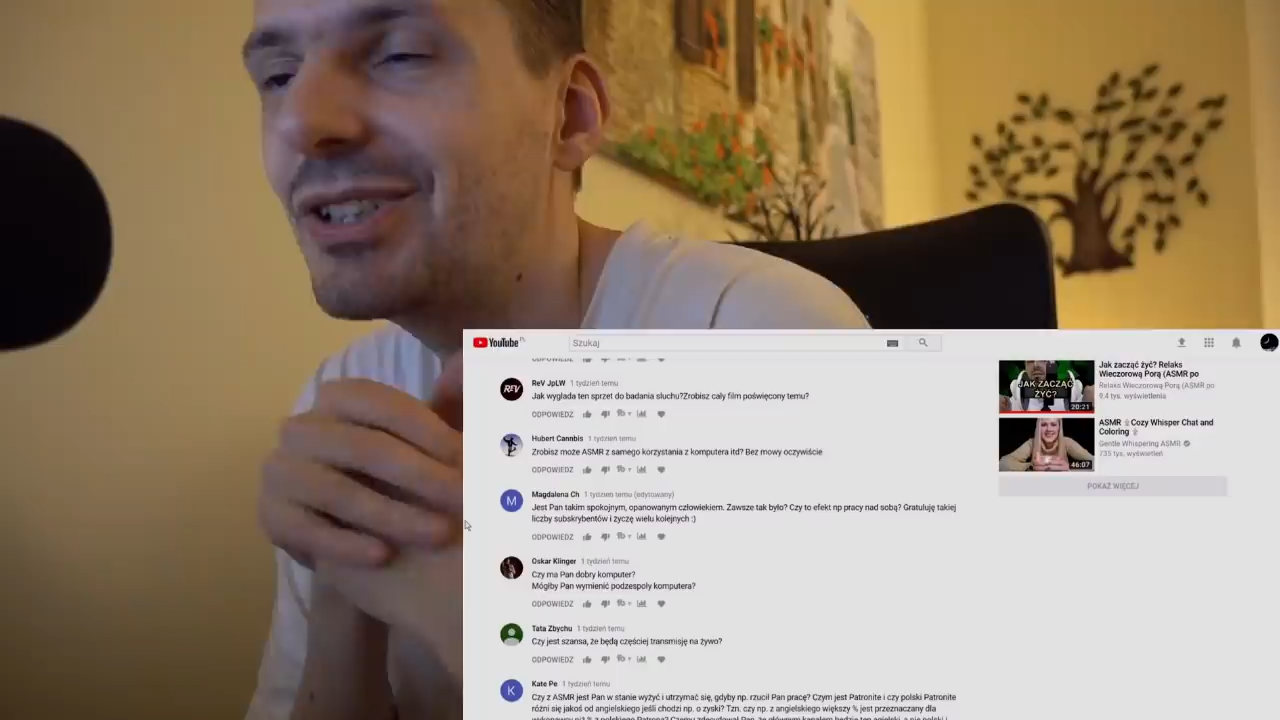 YouTube PL
Szukaj
ODPOWIEDZ
REV
ReV JpLW 1 tydzień temu
Jak wygląda ten sprzet do badania sluchu?Zrobisz cały film poświęcony temu?
ODPOWIEDZ
Hubert Cannbis 1 tydzień temu
Zrobisz może ASMR z samego korzystania z komputera itd? Bez mowy oczywiście
ODPOWIEDZ
M
Magdalena Ch 1 tydzień temu (edytowany)
Jest Pan takim spokojnym, opanowanym człowiekiem. Zawsze tak było? Czy to efekt np pracy nad sobą? Gratuluję takiej
liczby subskrybentów i życzę wielu kolejnych :)
ODPOWIEDZ
Oskar Klinger 1 tydzień temu
Czy ma Pan dobry komputer?
Mógłby Pan wymienić podzespoły komputera?
ODPOWIEDZ
Tata Zbychu 1 tydzień temu
Czy jest szansa, że będą częściej transmisję na żywo?
ODPOWIEDZ
K
Kate Pe 1 tydzień temu
Czy z ASMR jest Pan w stanie wyżyć i utrzymać się, gdyby np. rzucił Pan pracę? Czym jest Patronite i czy polski Patronite
różni się jakoś od angielskiego jeśli chodzi np. o zyski? Tzn. czy np. z angielskiego większy % jest przeznaczany dla
JAK ZACZĄĆ
ŻYĆ?
20:21
Jak zacząć żyć? Relaks
Wieczorową Porą (ASMR po
Relaks Wieczorową Porą (ASMR po
9.4 tys. wyświetlenia
46:07
ASMR Cozy Whisper Chat and
Coloring
Gentle Whispering ASMR
735 tys. wyświetleń
POKAŻ WIĘCEJ